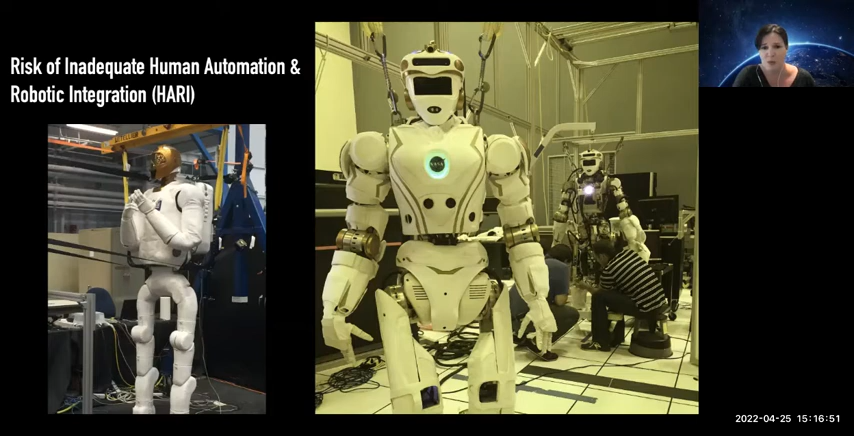 Risk of Inadequate Human Automation &
Robotic Integration (HARI)
NASA
2022-04-25 15:16:51